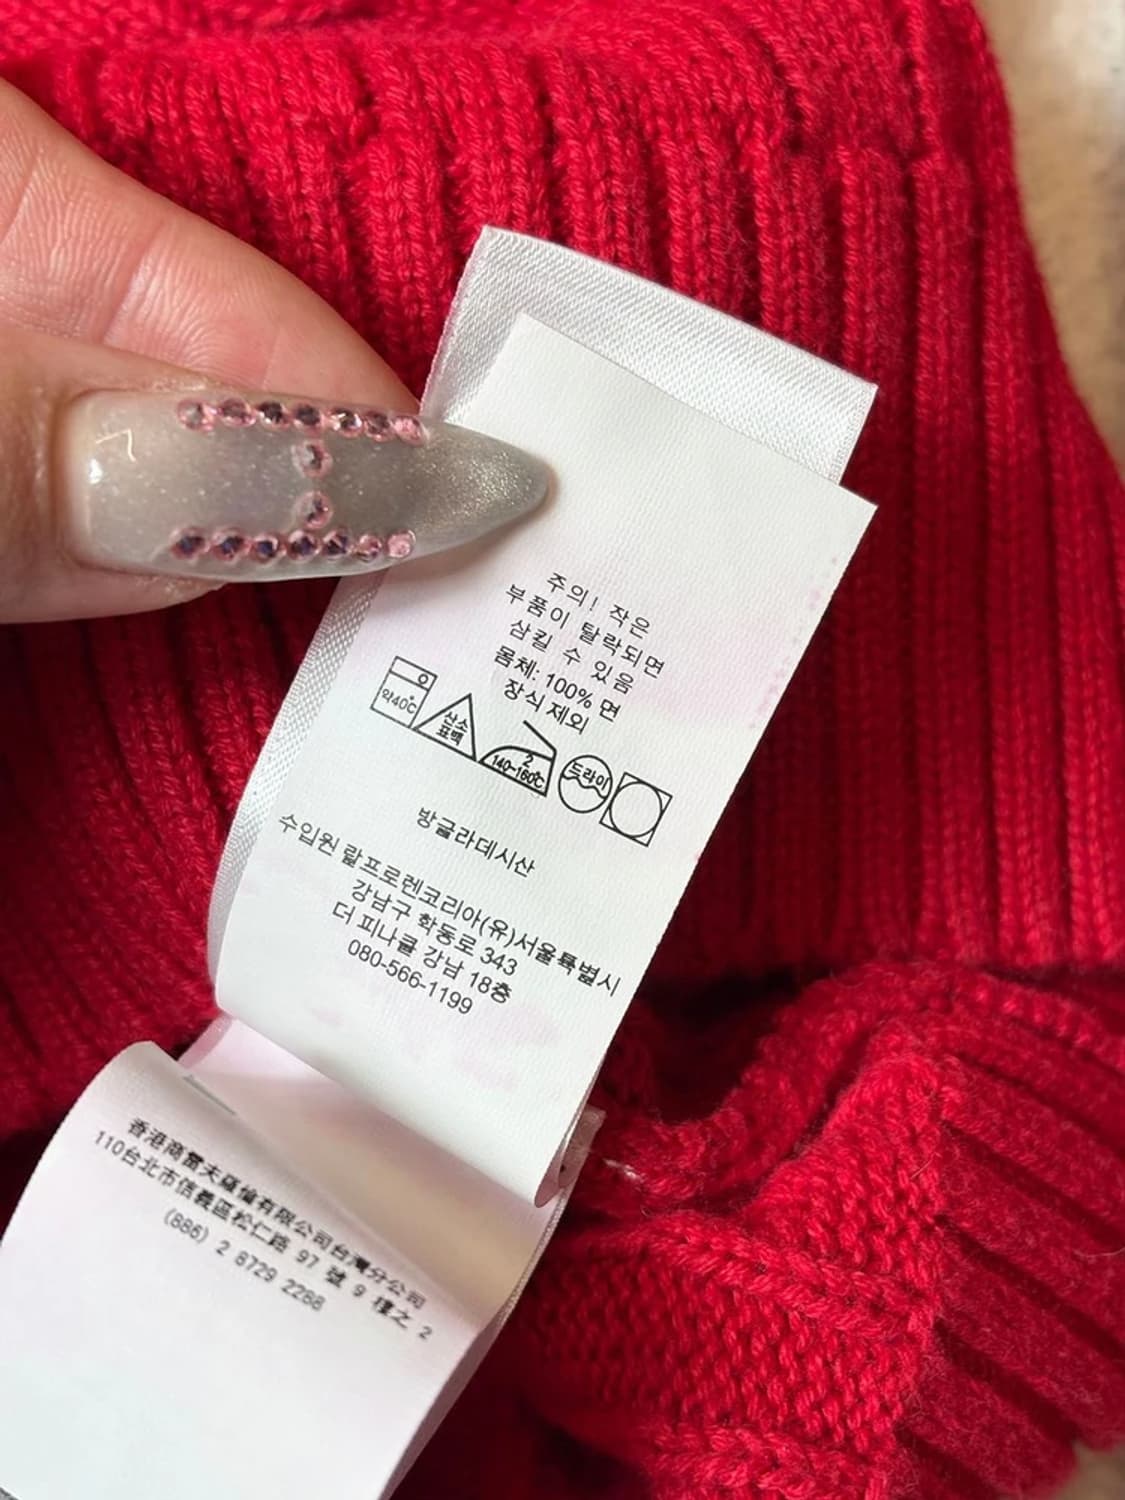 주의! 작은
부품이 탈락되면
삼킬 수 있음
몸체: 100% 면
장식 제외
약40℃
산소
표백
2
140~160℃
드라이
방글라데시산
수입원 랄프로렌코리아(유)서울특별시
강남구 학동로 343
더 피나클 강남 18층
080-566-1199
香港商雷夫羅倫有限公司台灣分公司
110台北市信義區松仁路 97 號 9 樓之 2
(886) 2 8729 2288